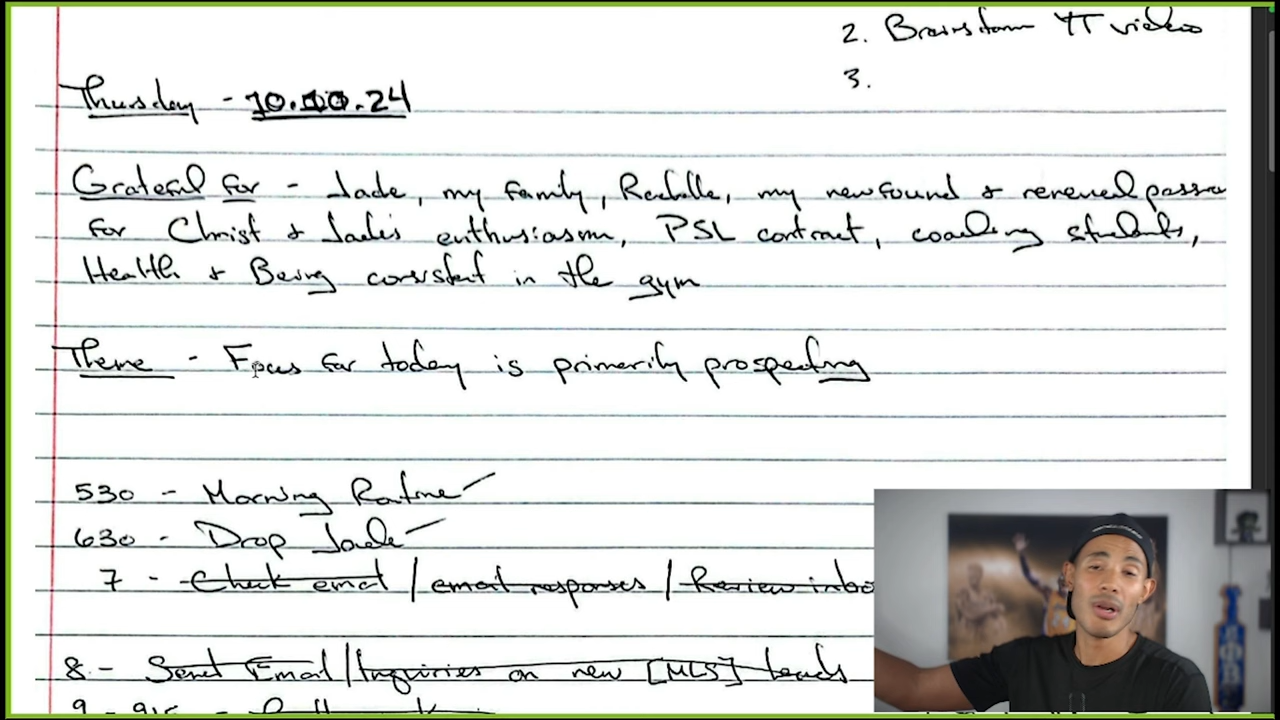 2. Brainstorm YT video
3.
Thursday - 10.10.24
Grateful for - Jade, my family, Rachelle, my newfound & renewed passion
for Christ & Jade's enthusiasm, PSL contract, coaching students,
Health & Being consistent in the gym
Theme - Focus for today is primarily prospecting
530 - Morning Routine
630 - Drop Jade
7 - Check email / email responses / Review inbo
8 - Send Email/Inquiries on new [MLS] leads
9 - 915 -